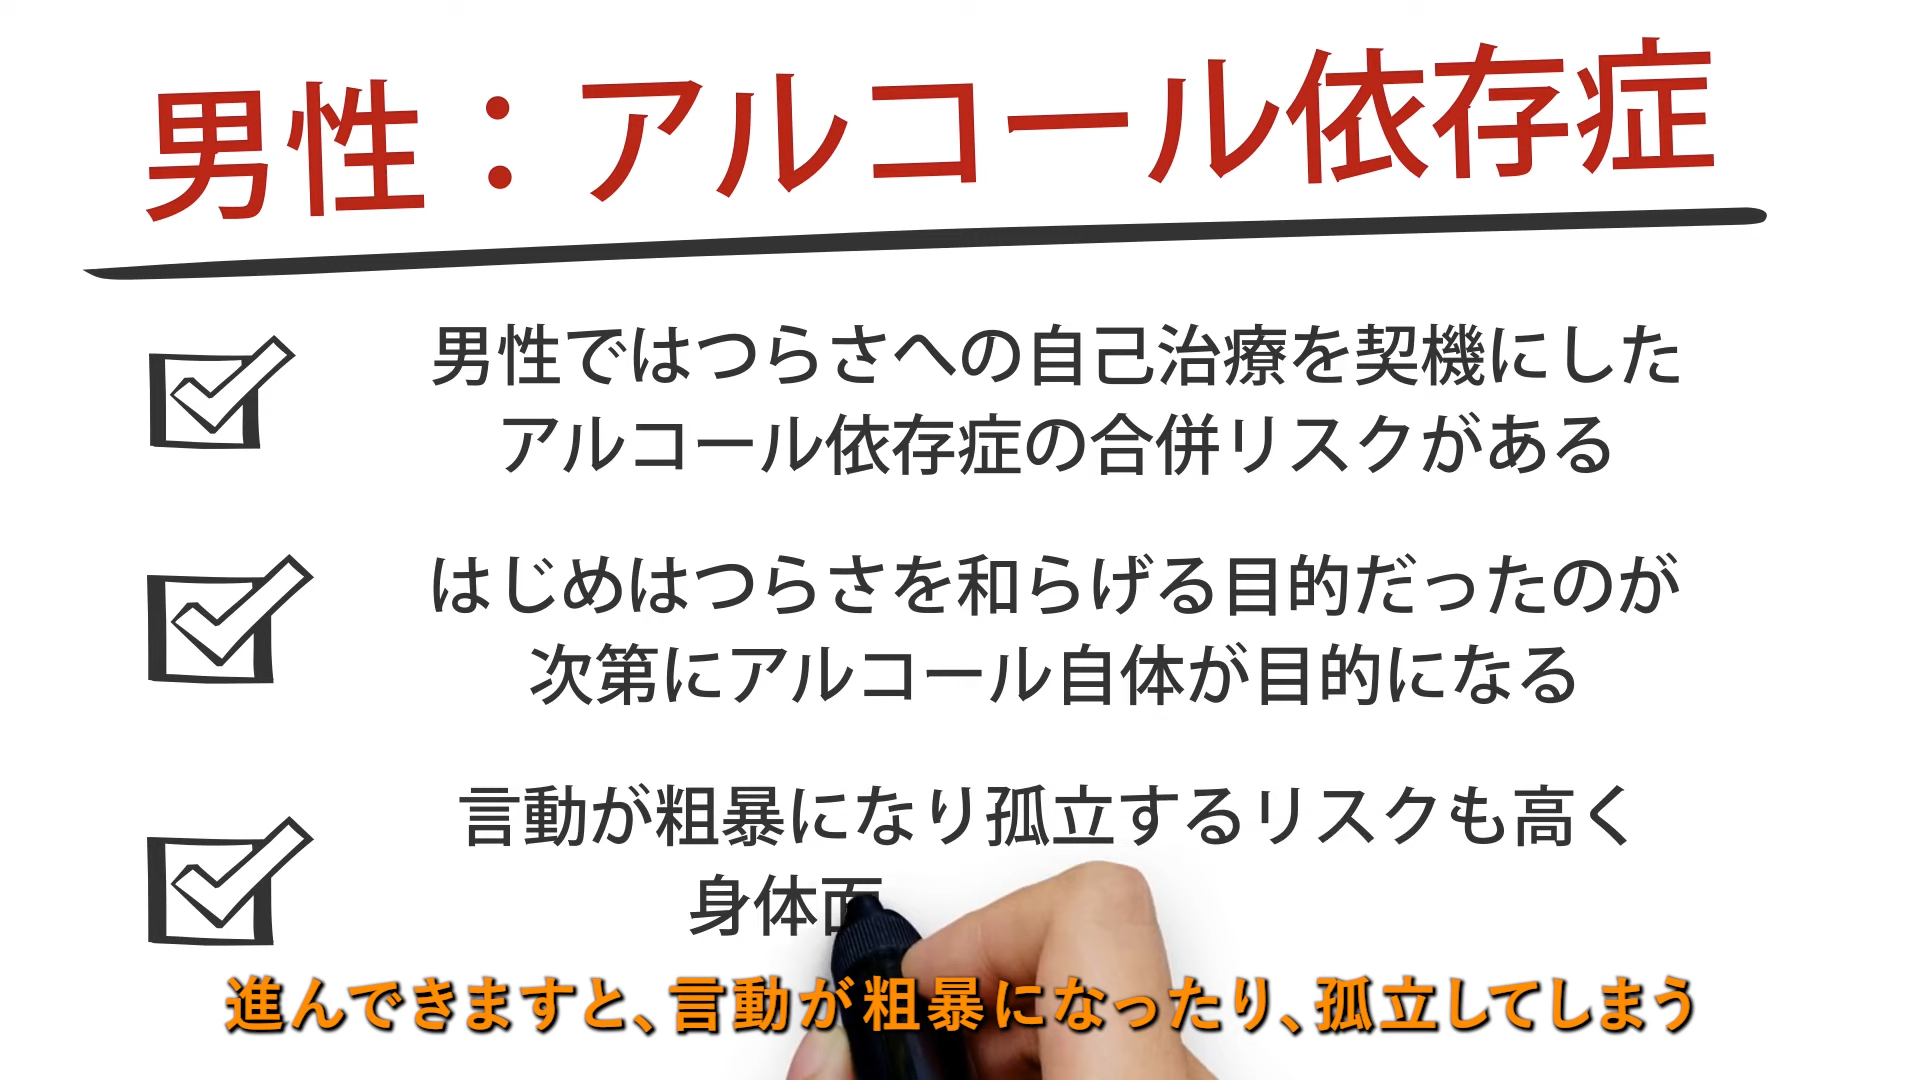 男性：アルコール依存症
男性ではつらさへの自己治療を契機にした
アルコール依存症の合併リスクがある
はじめはつらさを和らげる目的だったのが
次第にアルコール自体が目的になる
言動が粗暴になり孤立するリスクも高く
身体面
進んできますと、言動が粗暴になったり、孤立してしまう